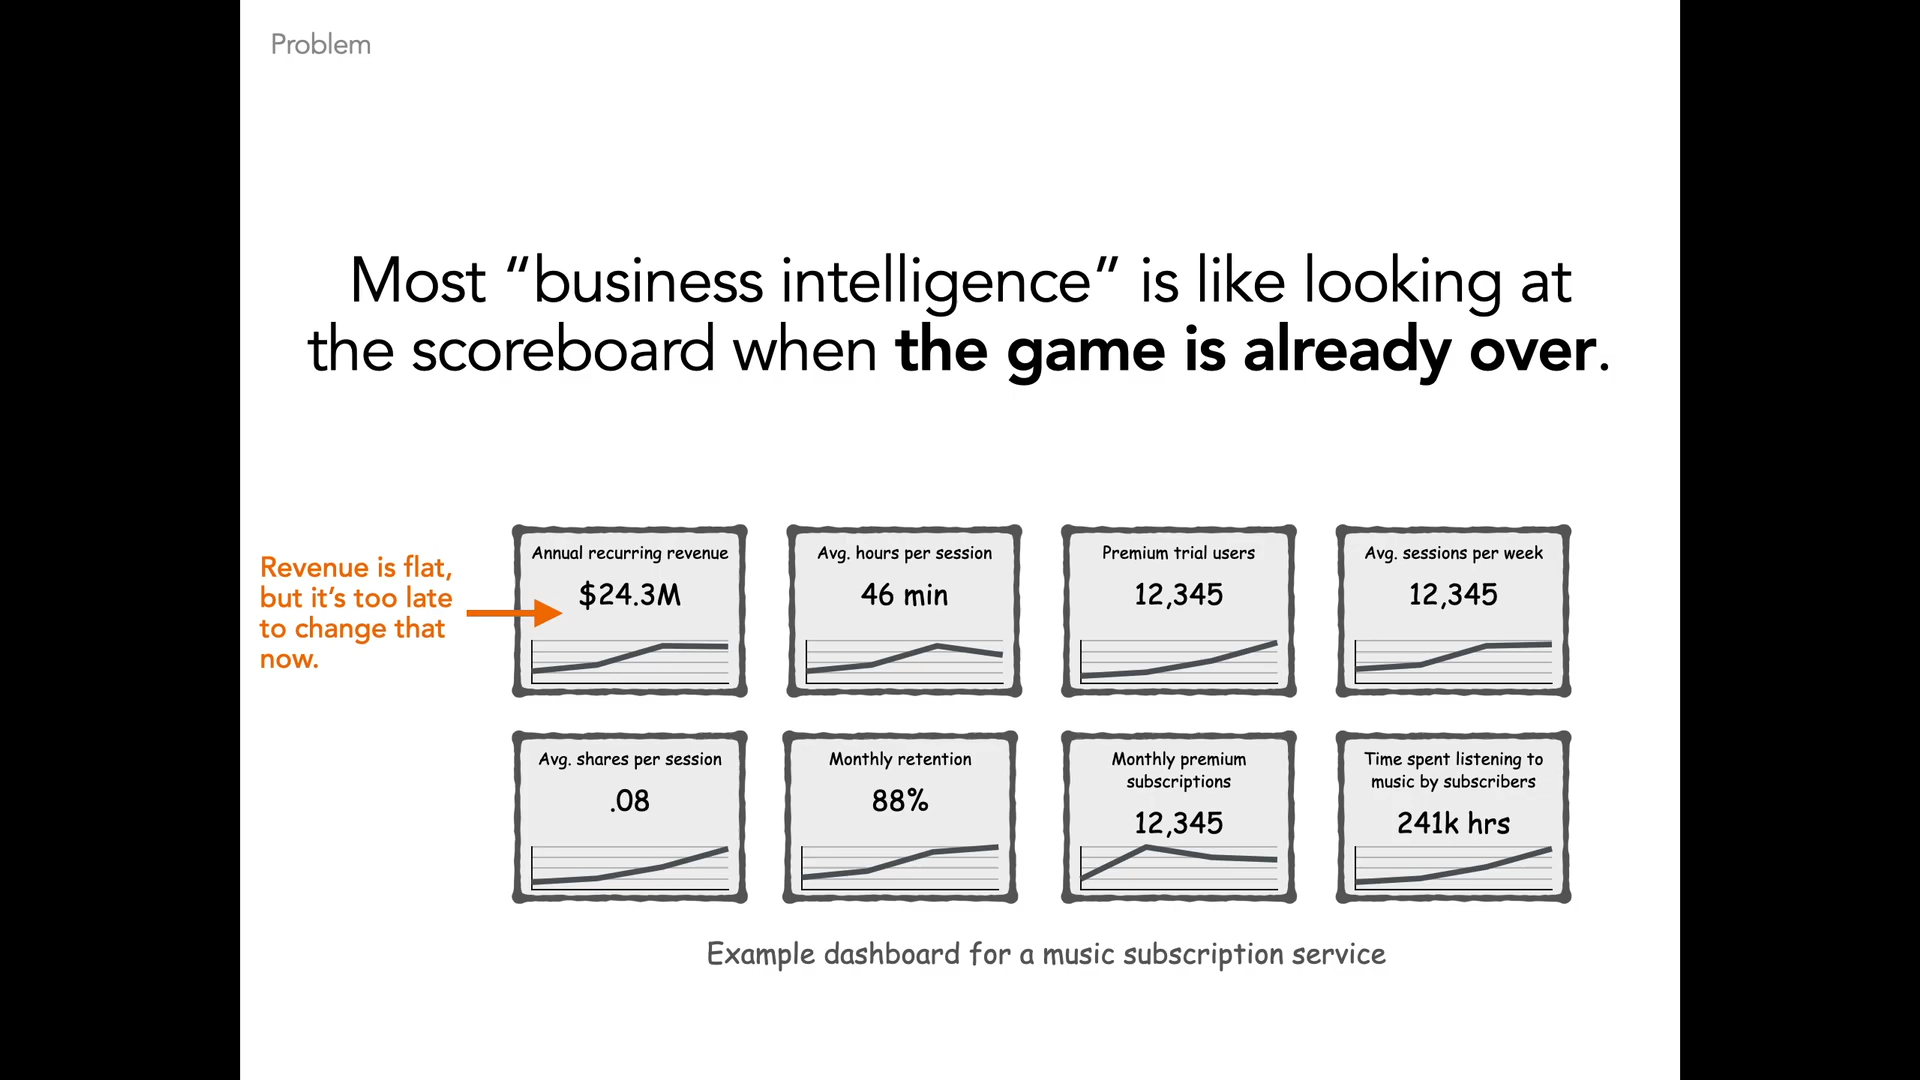 Problem
Most “business intelligence” is like looking at
the scoreboard when the game is already over.
Revenue is flat,
but it’s too late
to change that
now.
Annual recurring revenue
$24.3M
Avg. hours per session
46 min
Premium trial users
12,345
Avg. sessions per week
12,345
Avg. shares per session
.08
Monthly retention
88%
Monthly premium
subscriptions
12,345
Time spent listening to
music by subscribers
241k hrs
Example dashboard for a music subscription service